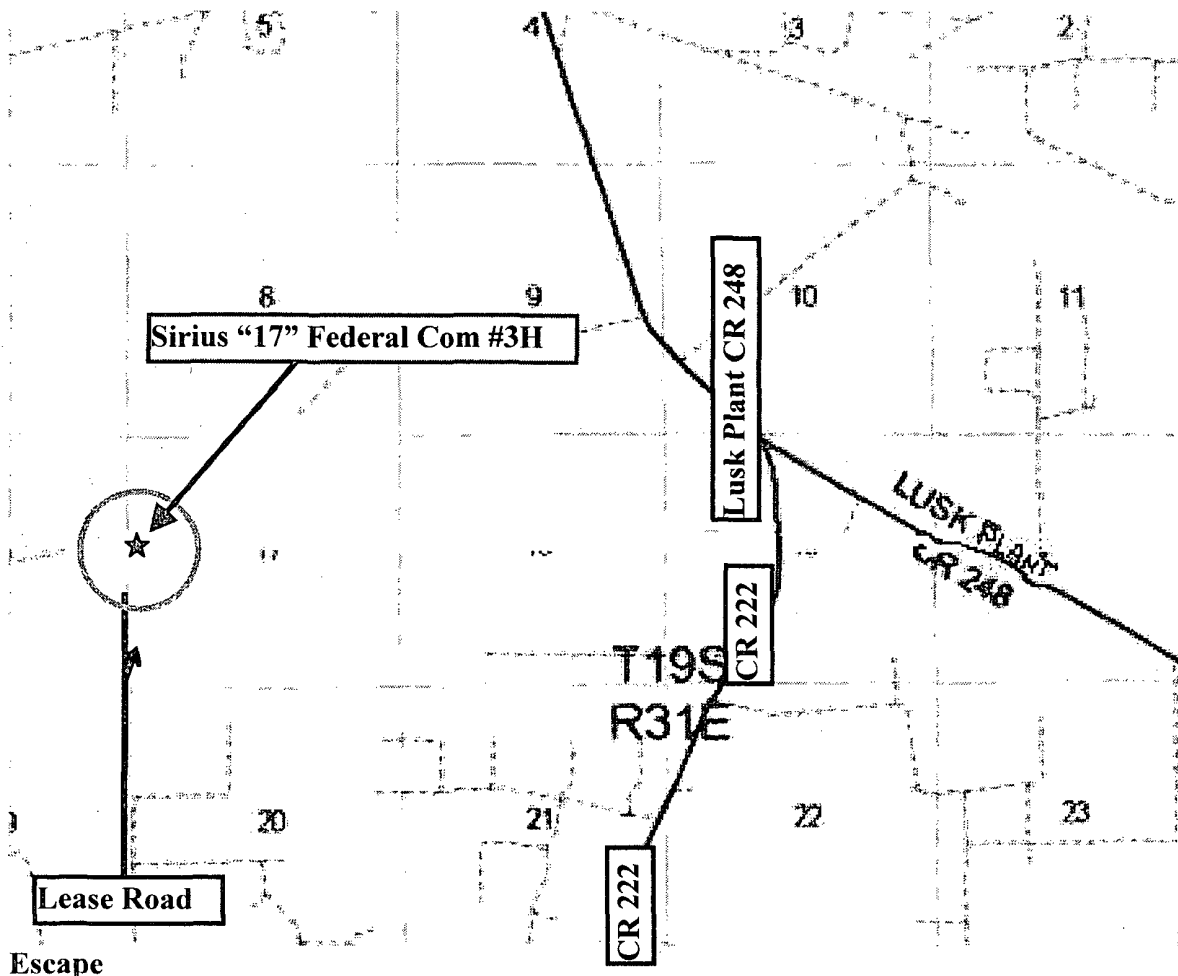 5
4
3
2
8
9
10
11
Sirius “17” Federal Com #3H
Lusk Plant CR 248
LUSK PLANT
CR 248
17
CR 222
T19S
R31E
20
21
22
23
Lease Road
CR 222
Escape